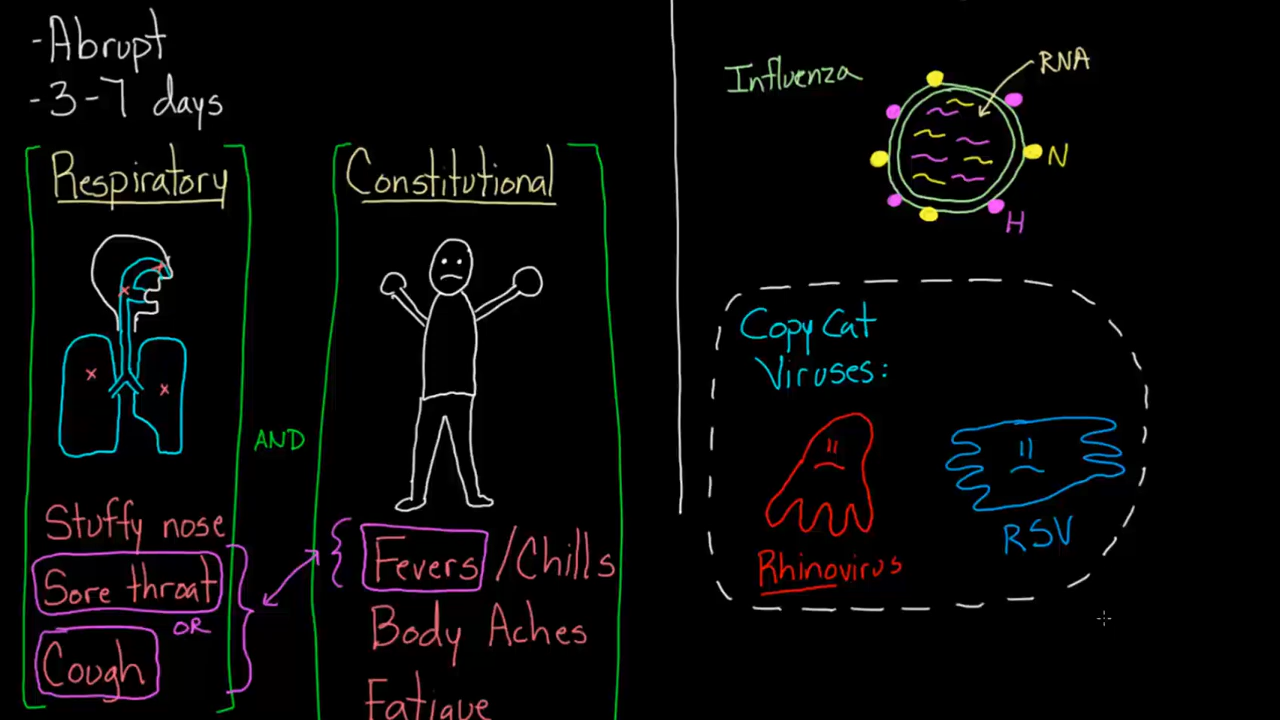 -Abrupt
-3-7 days
Respiratory
Stuffy nose
Sore throat
OR
Cough
AND
Constitutional
Fevers/Chills
Body Aches
Fatigue
Influenza
RNA
N
H
Copy Cat
Viruses:
Rhinovirus
RSV